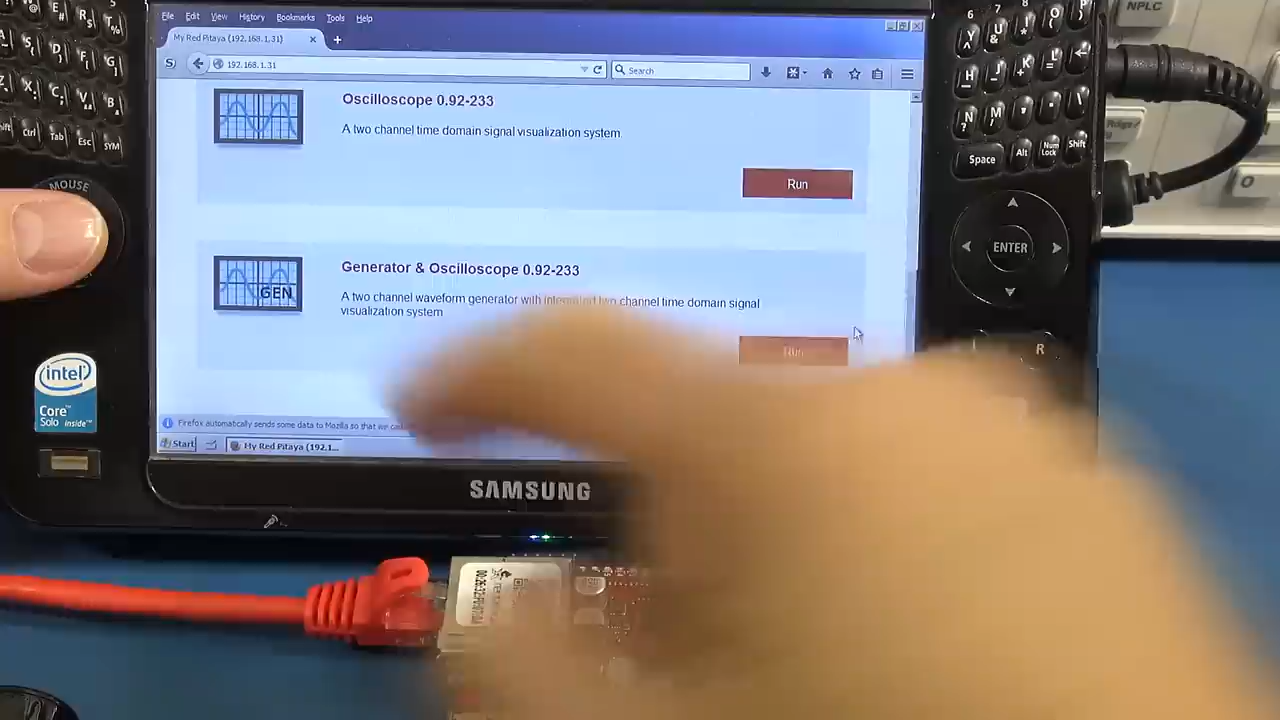 File Edit View History Bookmarks Tools Help
My Red Pitaya (192.168.1.31) × +
192.168.1.31
Search
Oscilloscope 0.92-233
A two channel time domain signal visualization system.
Run
GEN
Generator & Oscilloscope 0.92-233
A two channel waveform generator with integrated two channel time domain signal
visualization system
Run
Firefox automatically sends some data to Mozilla so that we
Start
My Red Pitaya (192.1...
SAMSUNG
MOUSE
intel
Core
Solo inside
Ctrl
Tab
Esc
SYM
NPLC
Space
Alt
Num
Lock
Shift
ENTER
R